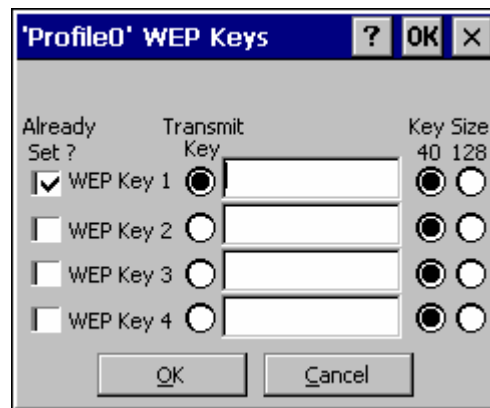 'Profile0' WEP Keys ? OK ×
Already Transmit Key Size
Set ? Key 40 128
WEP Key 1
WEP Key 2
WEP Key 3
WEP Key 4
OK Cancel